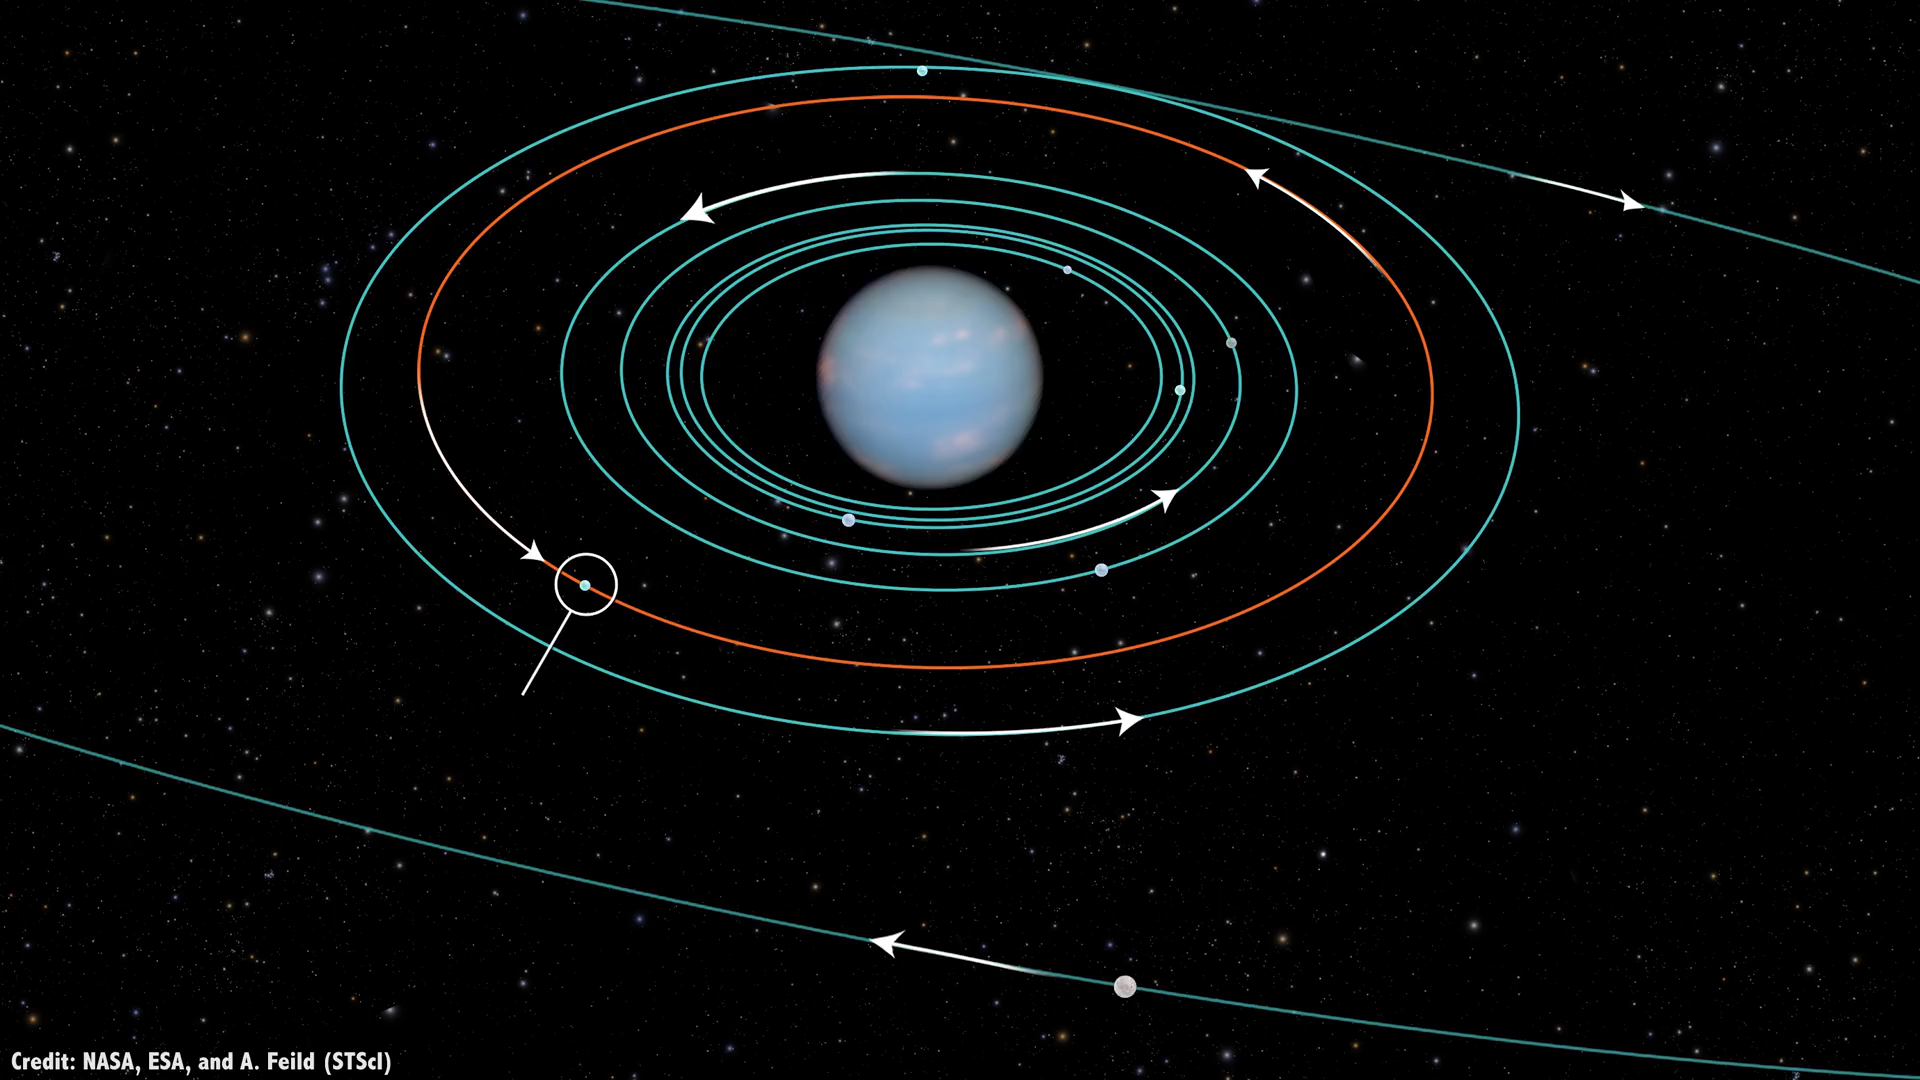 Credit: NASA, ESA, and A. Feild (STScI)